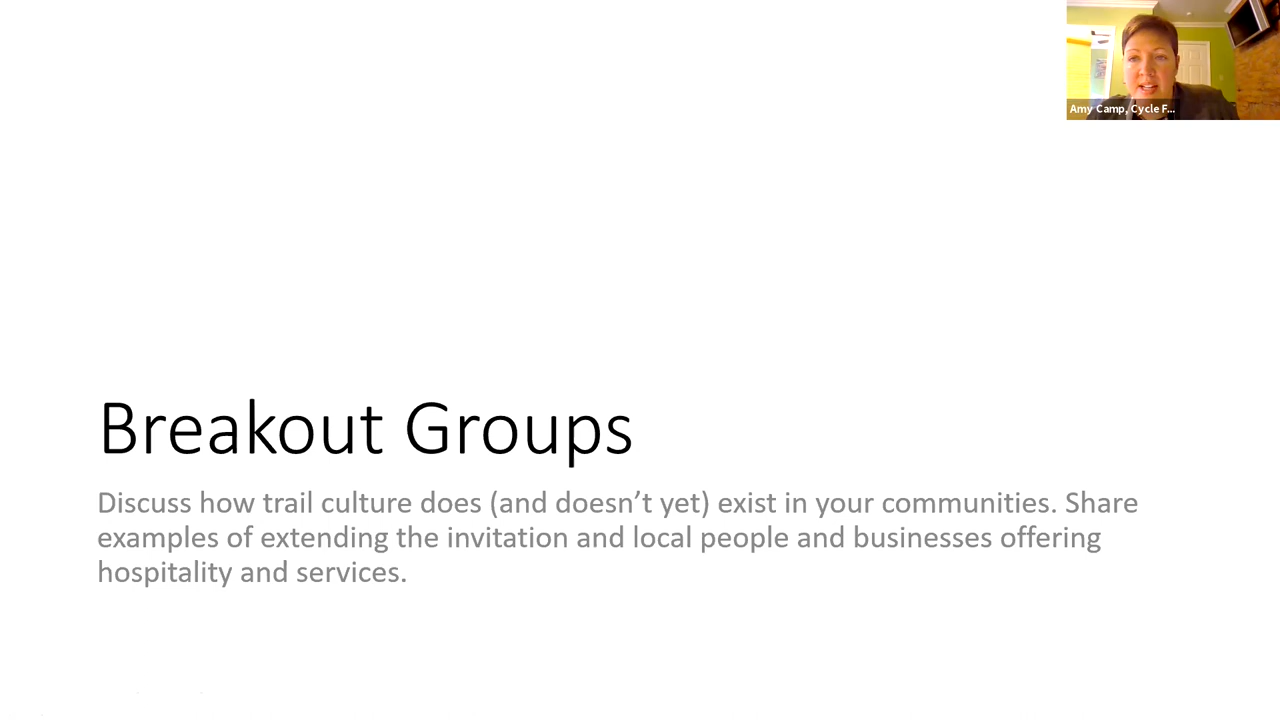 Amy Camp, Cycle F...
Breakout Groups
Discuss how trail culture does (and doesn’t yet) exist in your communities. Share
examples of extending the invitation and local people and businesses offering
hospitality and services.